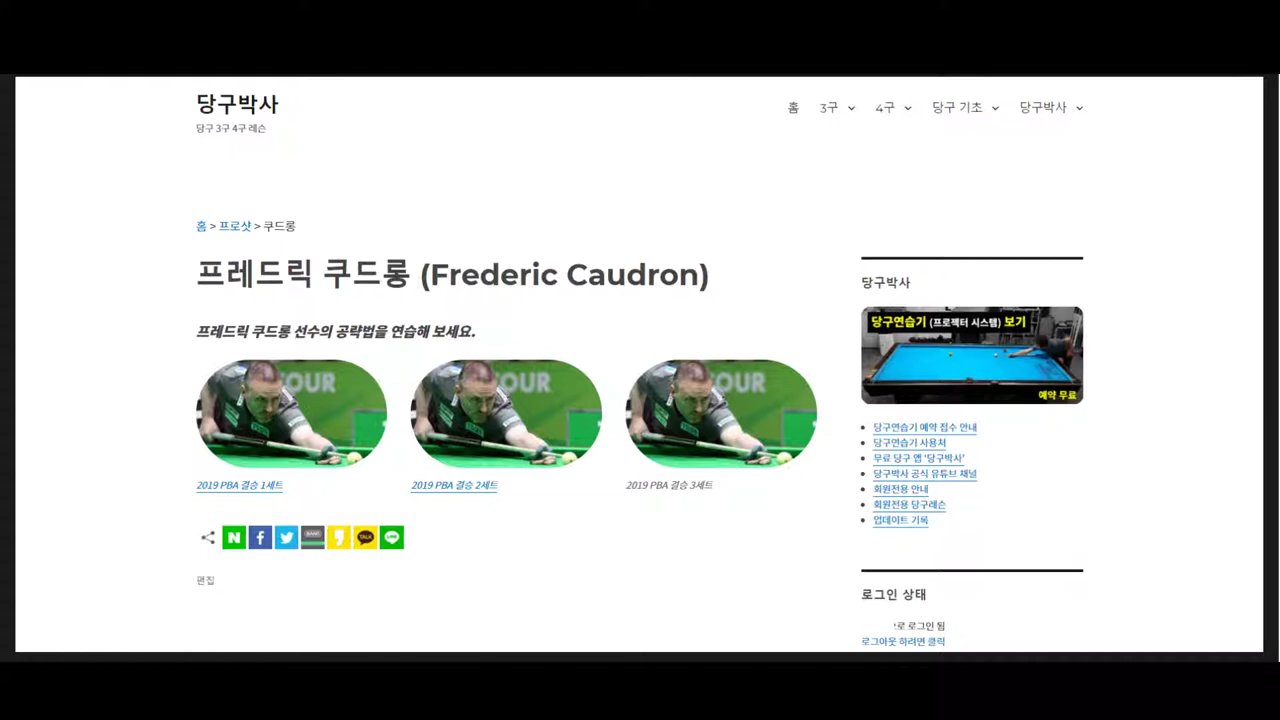 당구박사
당구 3구 4구 레슨
홈 3구 4구 당구 기초 당구박사
홈 > 프로샷 > 쿠드롱
프레드릭 쿠드롱 (Frederic Caudron)
프레드릭 쿠드롱 선수의 공략법을 연습해 보세요.
TOUR TOUR TOUR
2019 PBA 결승 1세트 2019 PBA 결승 2세트 2019 PBA 결승 3세트
N f BAND TALK LINE
편집
당구박사
당구연습기 (프로젝터 시스템) 보기
예약 무료
당구연습기 예약 접수 안내
당구연습기 사용처
무료 당구 앱 '당구박사'
당구박사 공식 유튜브 채널
회원전용 안내
회원전용 당구레슨
업데이트 기록
로그인 상태
로 로그인 됨
로그아웃 하려면 클릭